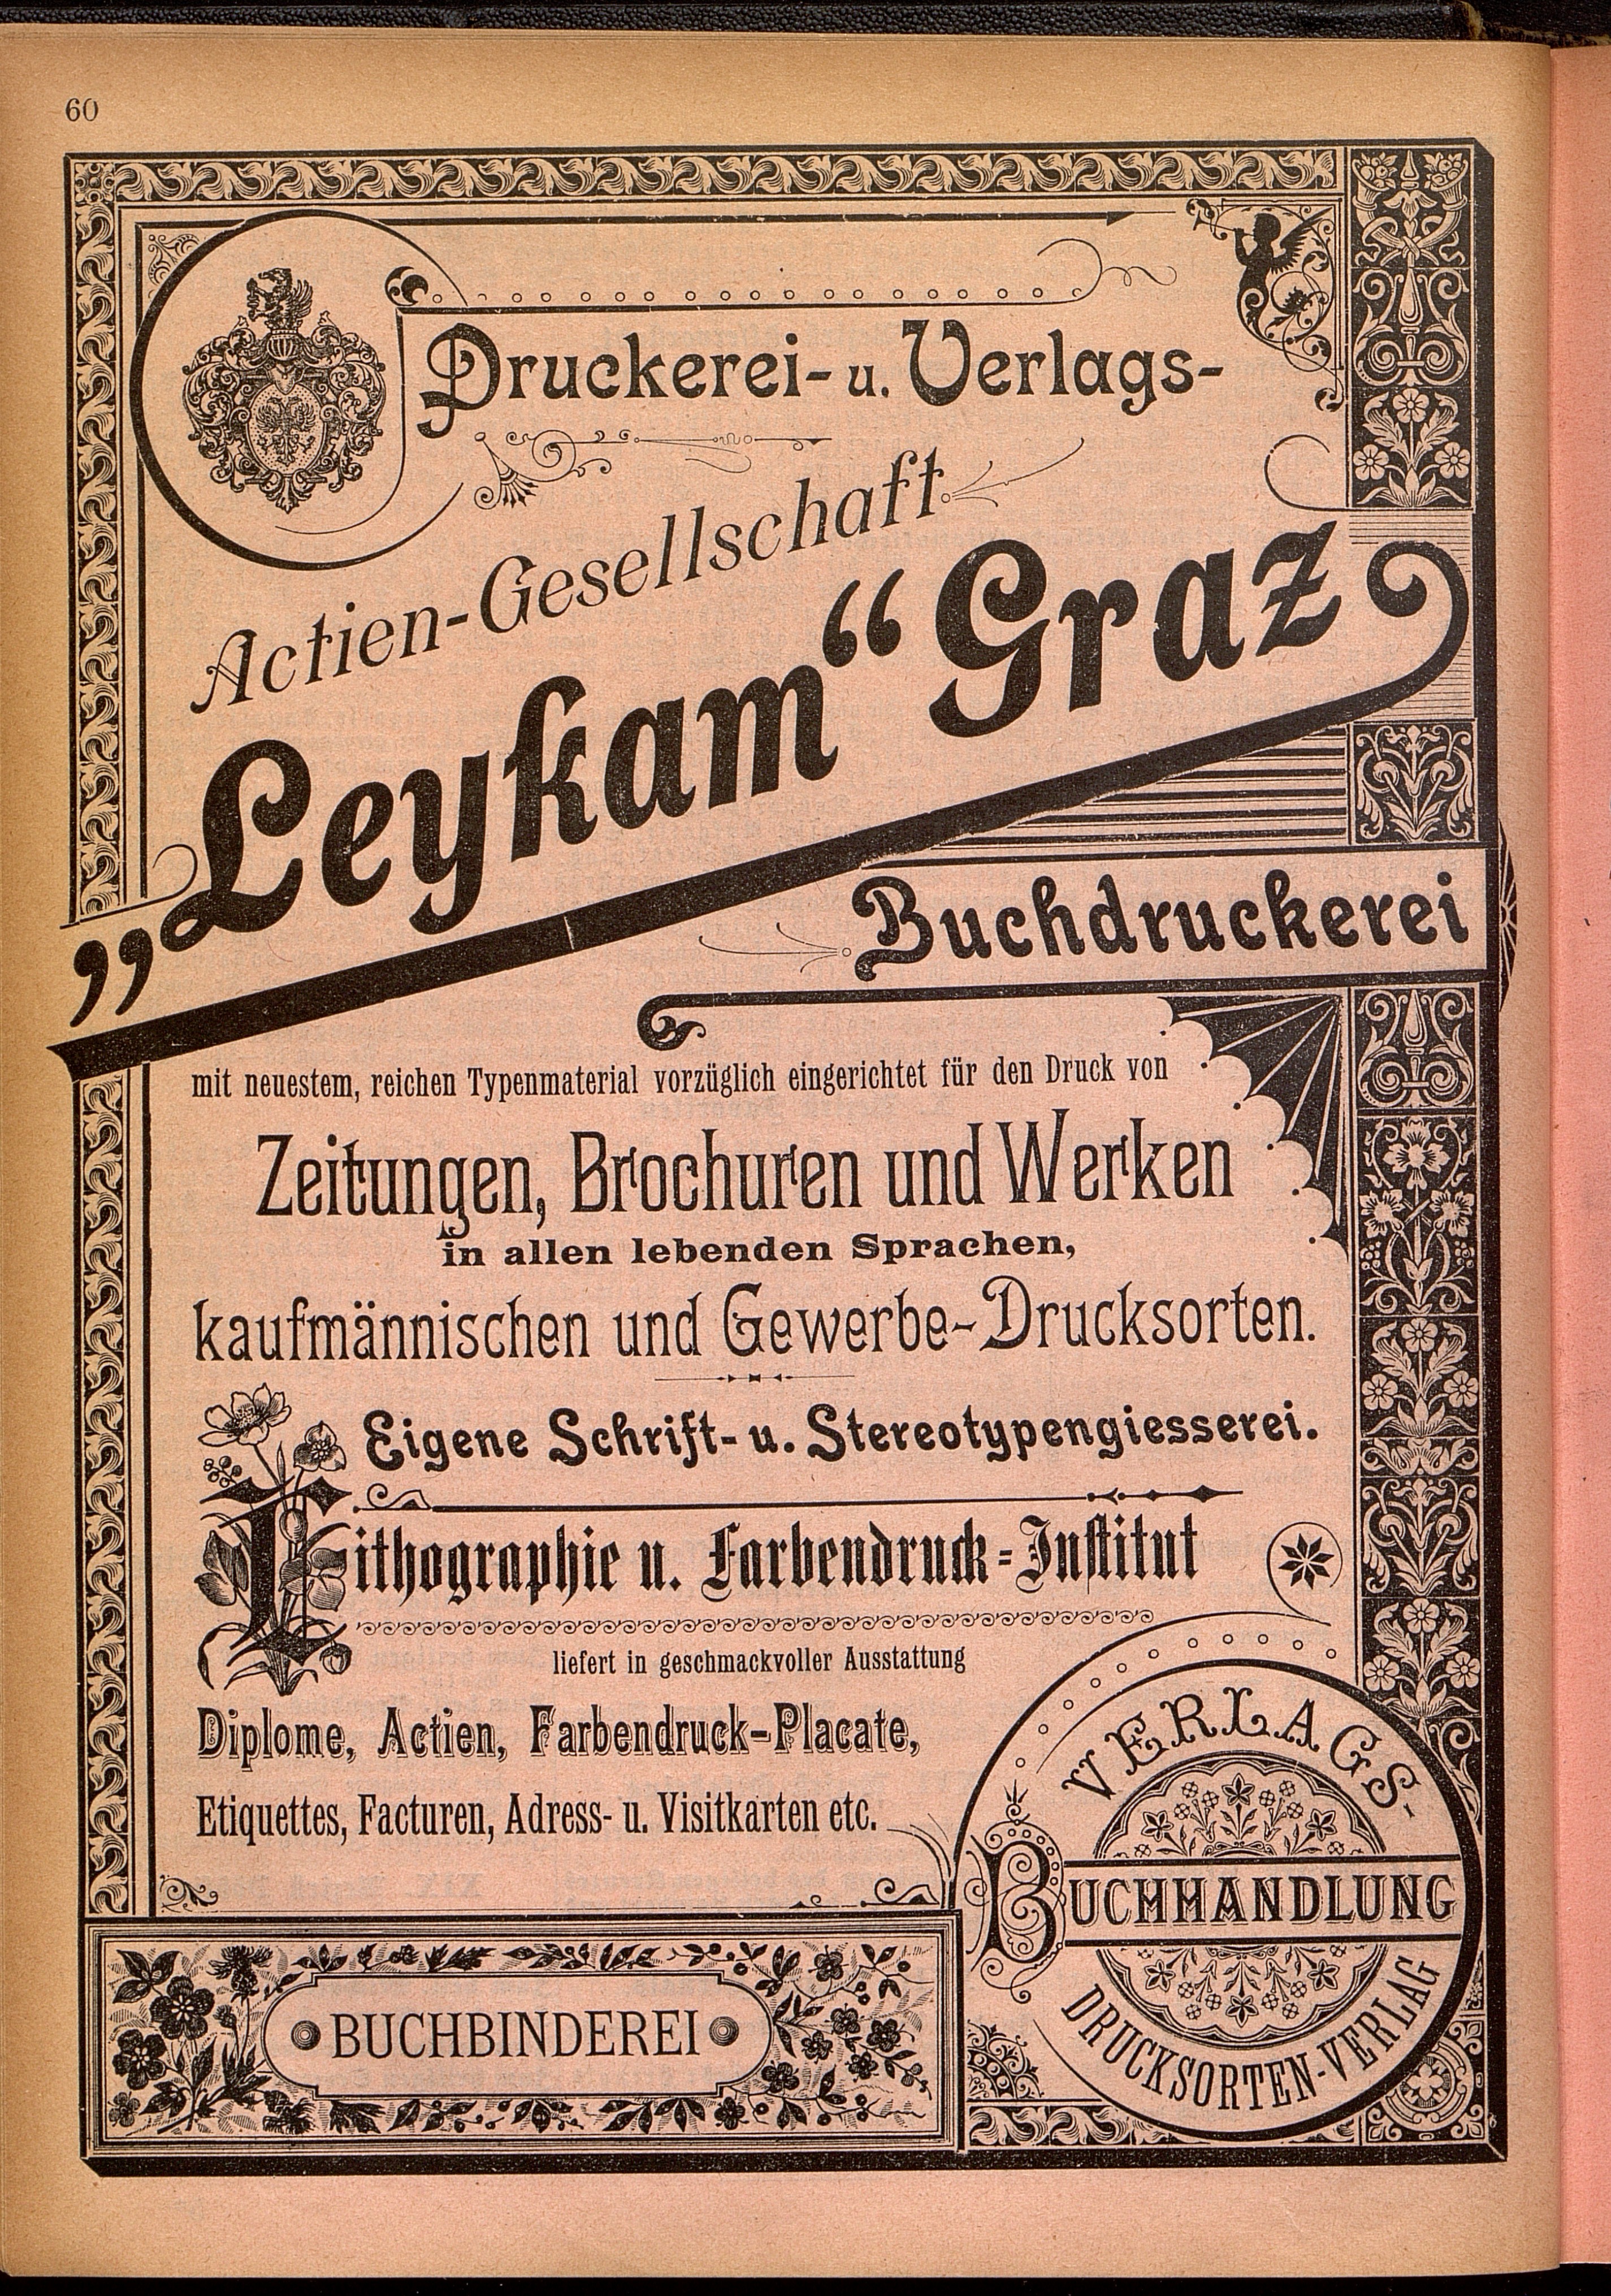 60
Druckerei- u. Verlags-
Actien-Gesellschaft
„Leykam“ Graz
Buchdruckerei
mit neuestem, reichen Typenmaterial vorzüglich eingerichtet für den Druck von
Zeitungen, Brochuren und Werken
in allen lebenden Sprachen,
kaufmännischen und Gewerbe-Drucksorten.
Eigene Schrift- u. Stereotypengiesserei.
Lithographie u. Farbendruck-Institut
liefert in geschmackvoller Ausstattung
Diplome, Actien, Farbendruck-Placate,
Etiquettes, Facturen, Adress- u. Visitkarten etc.
VERLAGS-
BUCHHANDLUNG
DRUCKSORTEN-VERLAG
BUCHBINDEREI